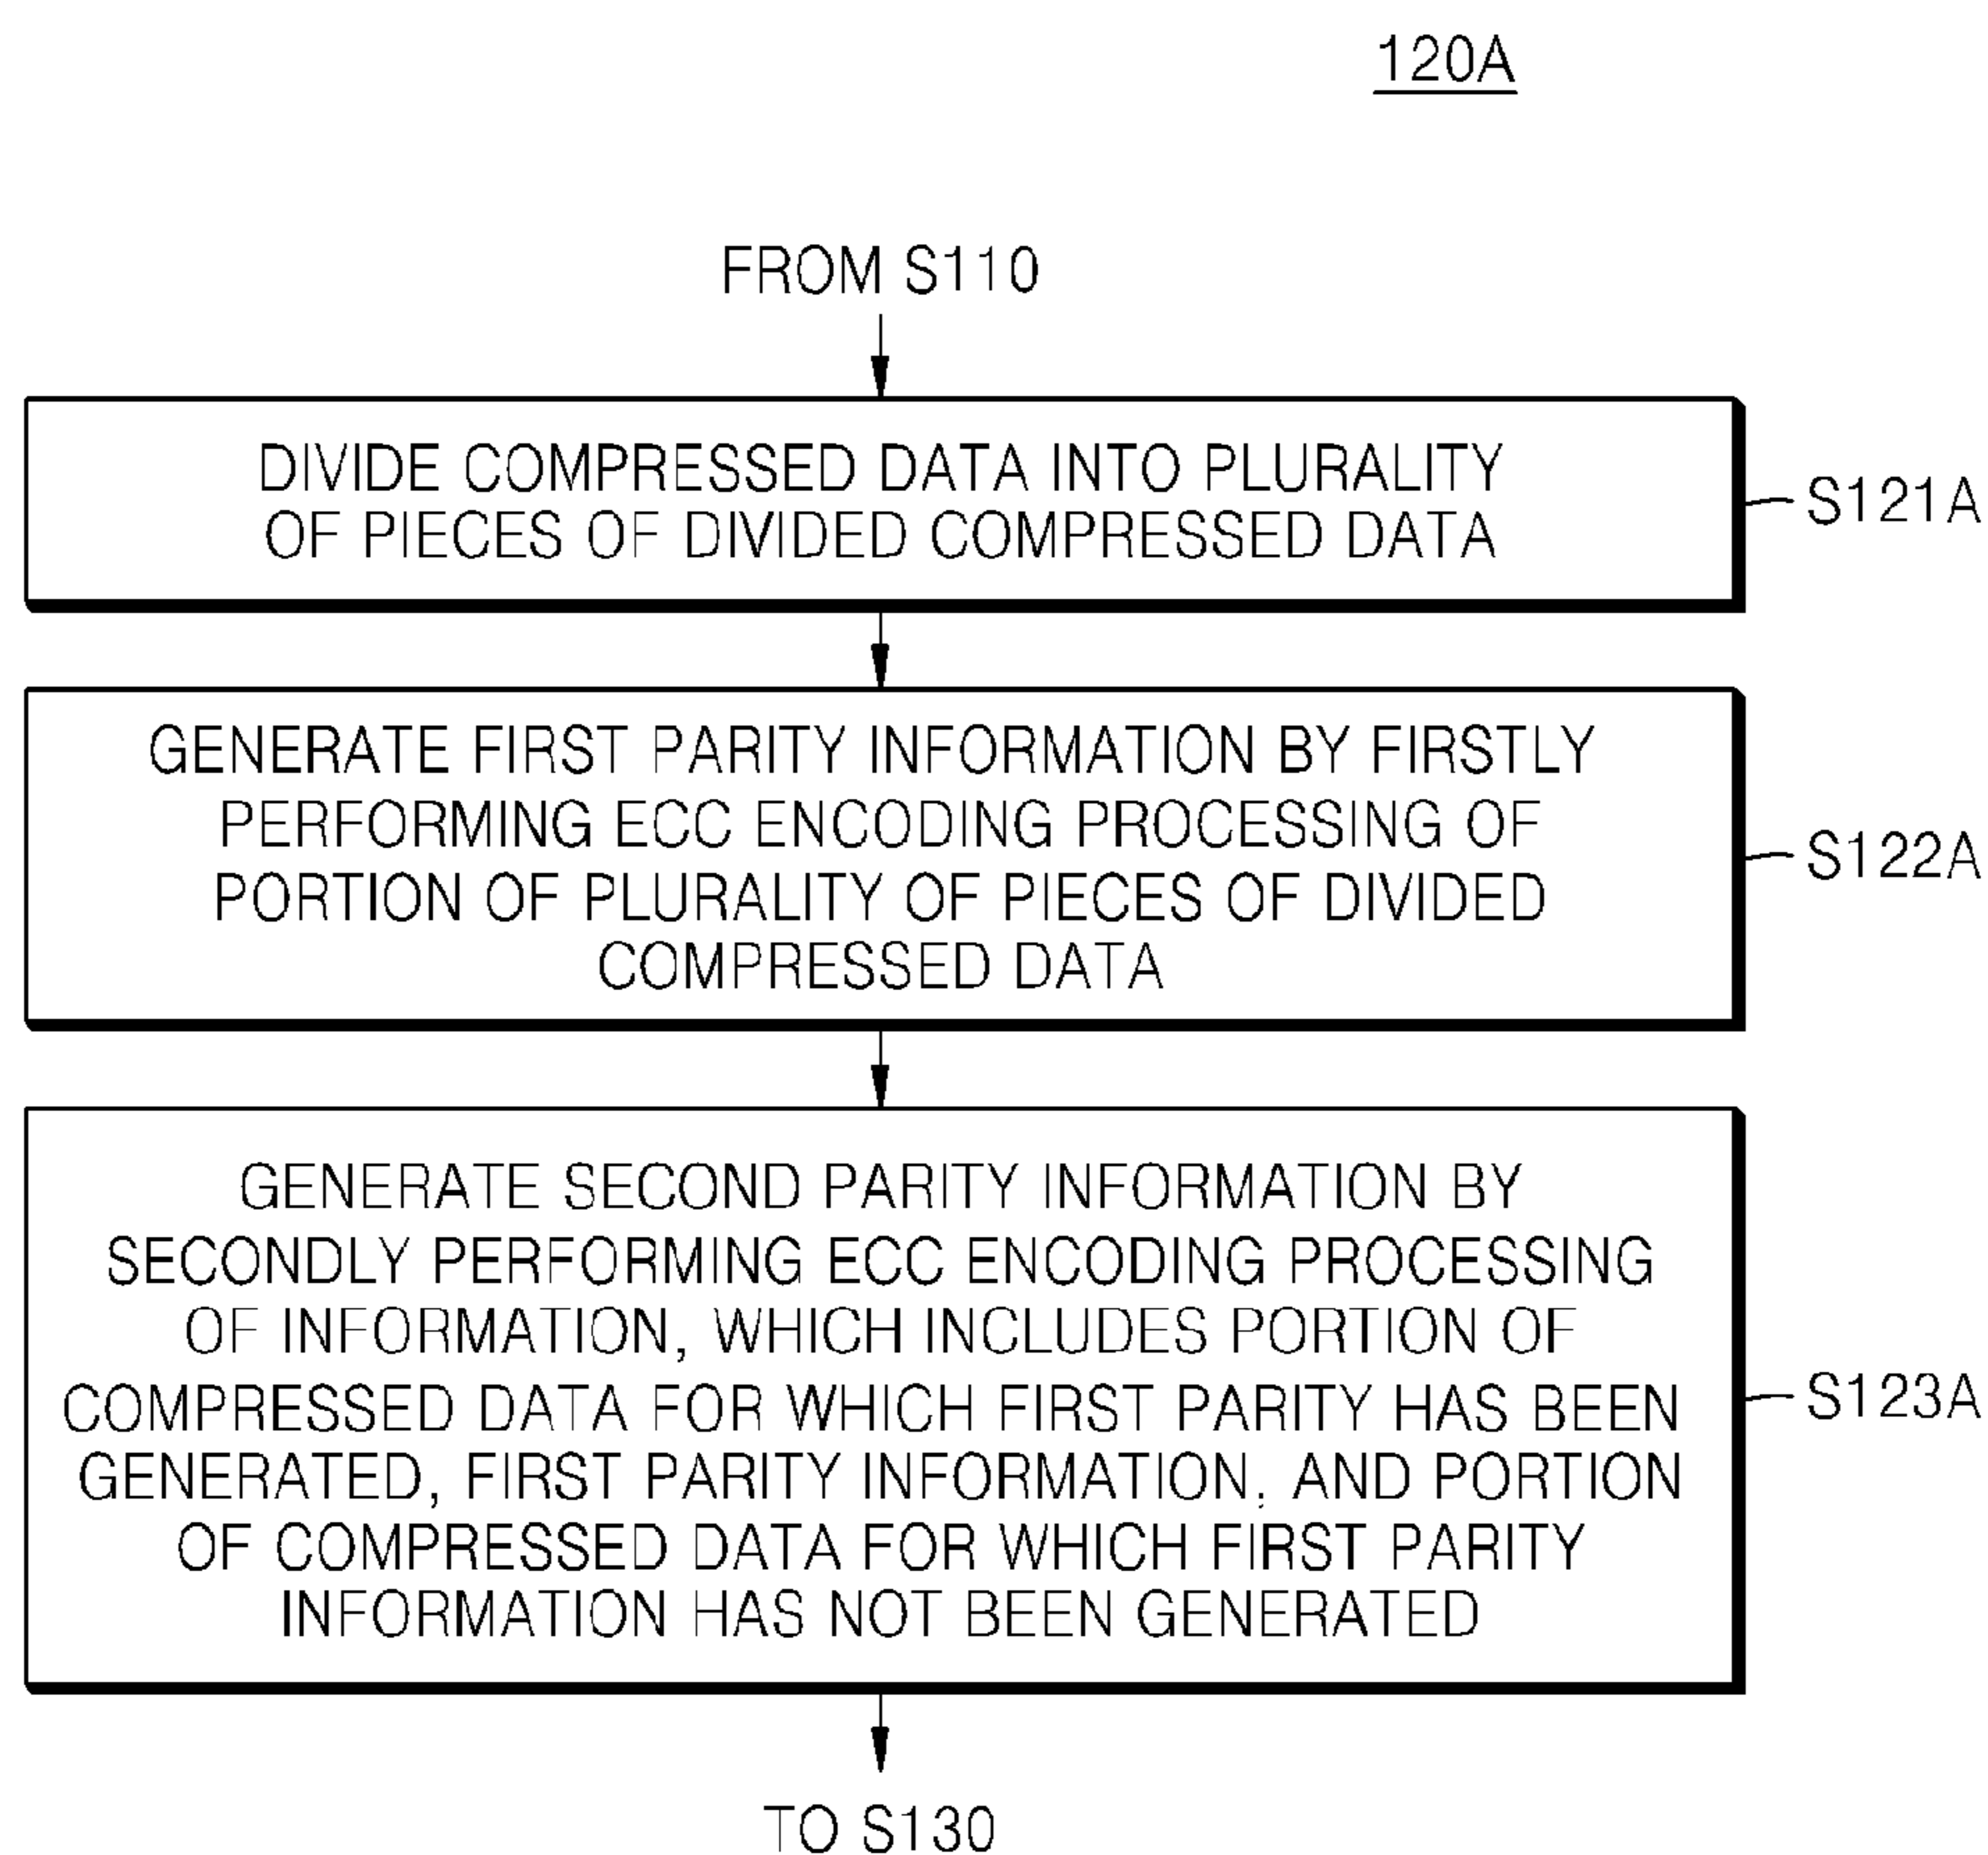 120A
FROM S110
DIVIDE COMPRESSED DATA INTO PLURALITY
OF PIECES OF DIVIDED COMPRESSED DATA
S121A
GENERATE FIRST PARITY INFORMATION BY FIRSTLY
PERFORMING ECC ENCODING PROCESSING OF
PORTION OF PLURALITY OF PIECES OF DIVIDED
COMPRESSED DATA
S122A
GENERATE SECOND PARITY INFORMATION BY
SECONDLY PERFORMING ECC ENCODING PROCESSING
OF INFORMATION, WHICH INCLUDES PORTION OF
COMPRESSED DATA FOR WHICH FIRST PARITY HAS BEEN
GENERATED, FIRST PARITY INFORMATION, AND PORTION
OF COMPRESSED DATA FOR WHICH FIRST PARITY
INFORMATION HAS NOT BEEN GENERATED
S123A
TO S130